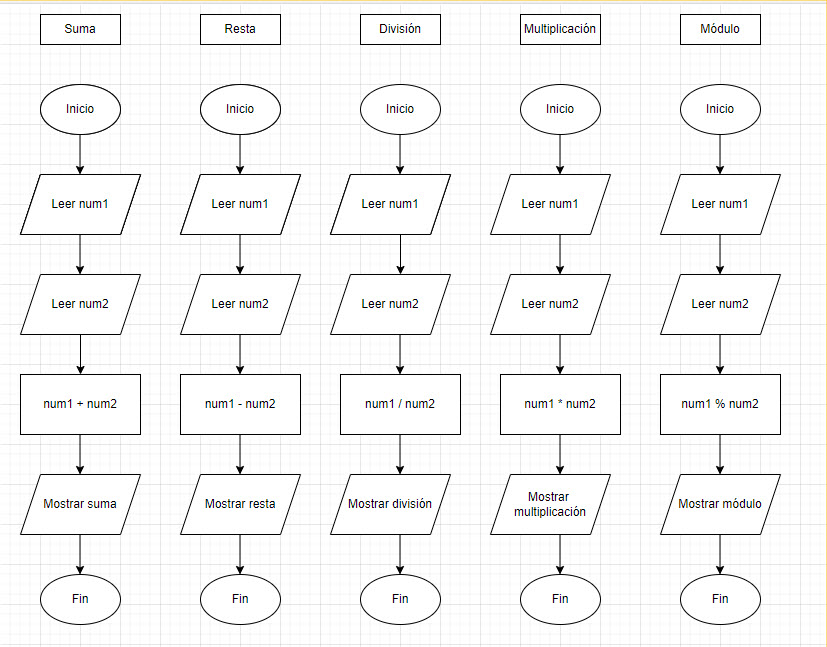 Suma
Resta
División
Multiplicación
Módulo
Inicio
Inicio
Inicio
Inicio
Inicio
Leer num1
Leer num1
Leer num1
Leer num1
Leer num1
Leer num2
Leer num2
Leer num2
Leer num2
Leer num2
num1 + num2
num1 - num2
num1 / num2
num1 * num2
num1 % num2
Mostrar suma
Mostrar resta
Mostrar división
Mostrar
multiplicación
Mostrar módulo
Fin
Fin
Fin
Fin
Fin